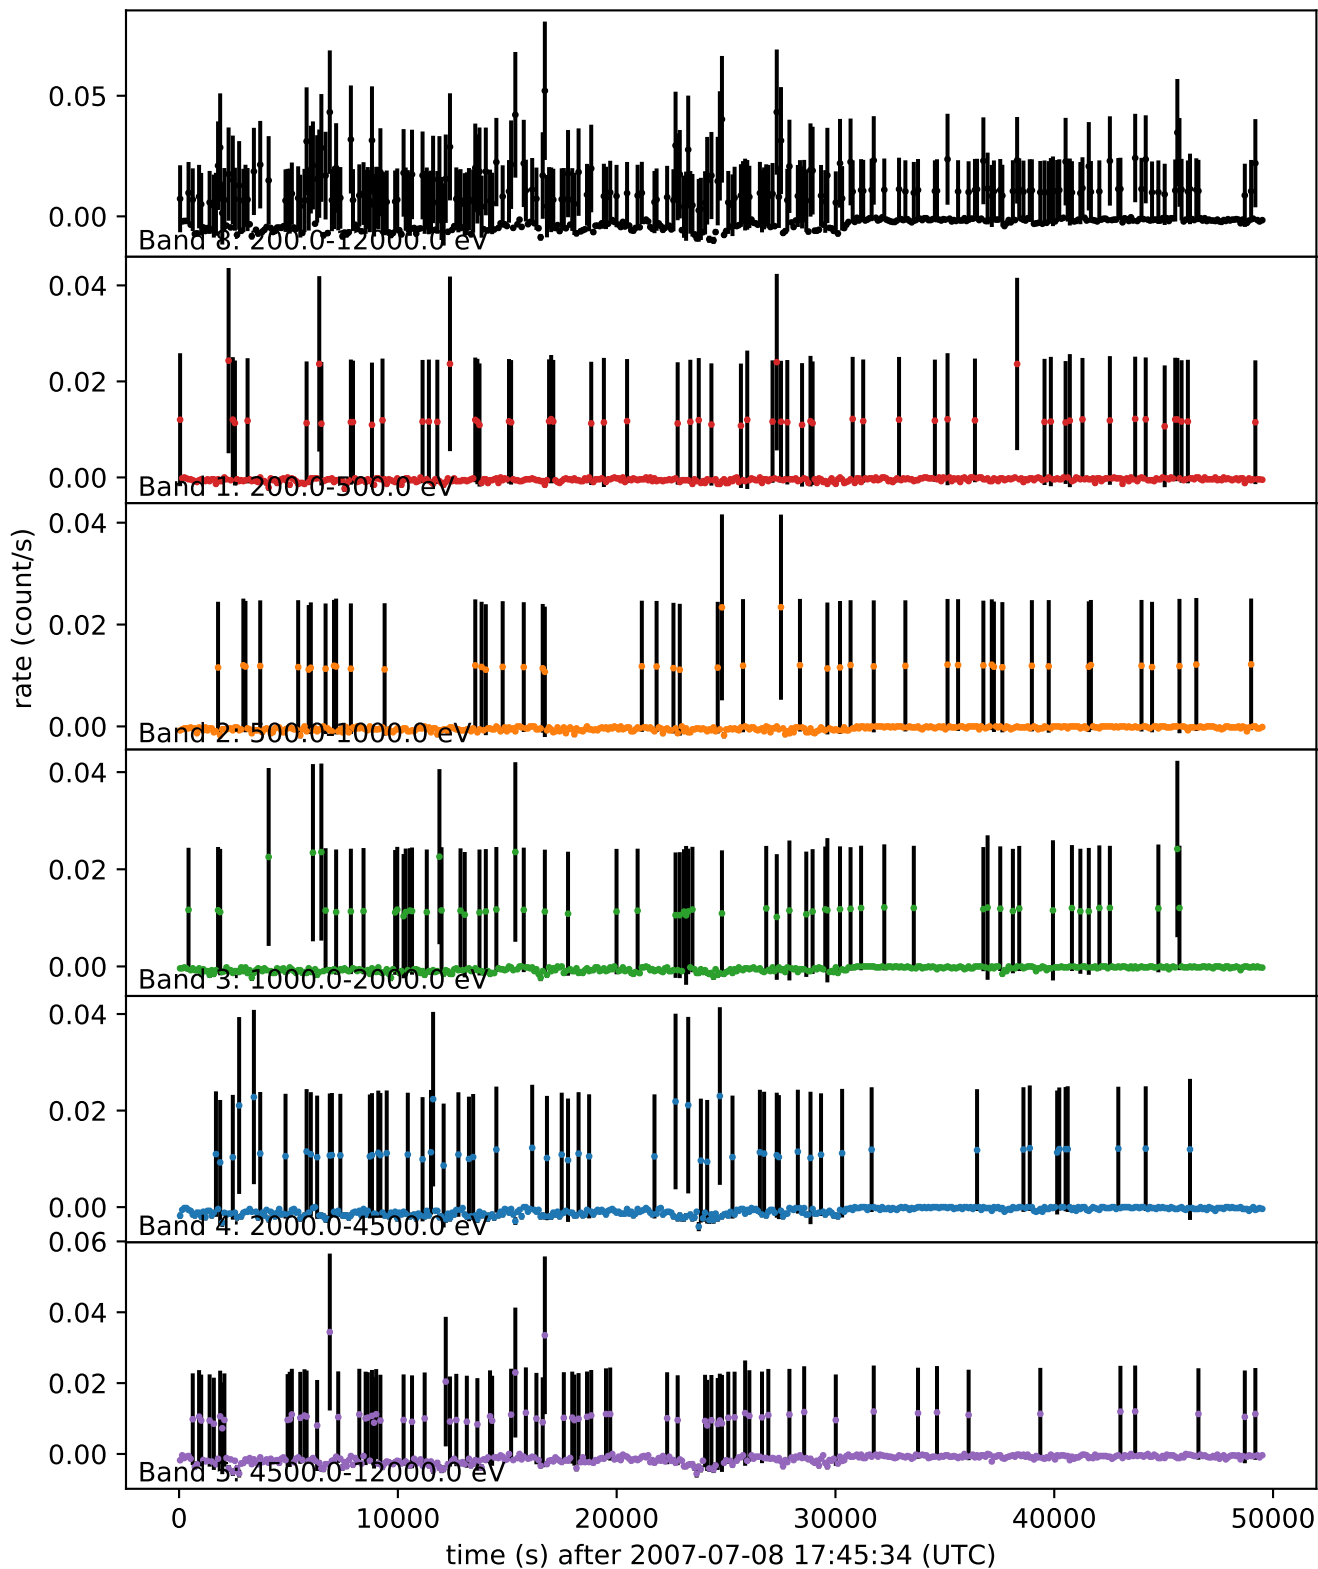 0.05
0.00
Band 8: 200.0-12000.0 eV
0.04
0.02
0.00
Band 1: 200.0-500.0 eV
0.04
0.02
0.00
Band 2: 500.0-1000.0 eV
rate (count/s)
0.04
0.02
0.00
Band 3: 1000.0-2000.0 eV
0.04
0.02
0.00
Band 4: 2000.0-4500.0 eV
0.06
0.04
0.02
0.00
Band 5: 4500.0-12000.0 eV
0 10000 20000 30000 40000 50000
time (s) after 2007-07-08 17:45:34 (UTC)